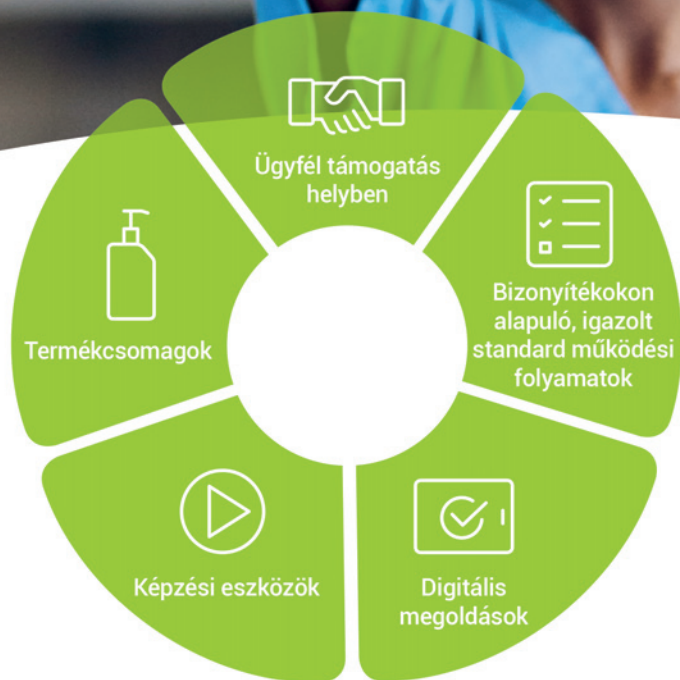 Ügyfél támogatás
helyben
Bizonyítékokon
alapuló, igazolt
standard működési
folyamatok
Digitális
megoldások
Képzési eszközök
Termékcsomagok